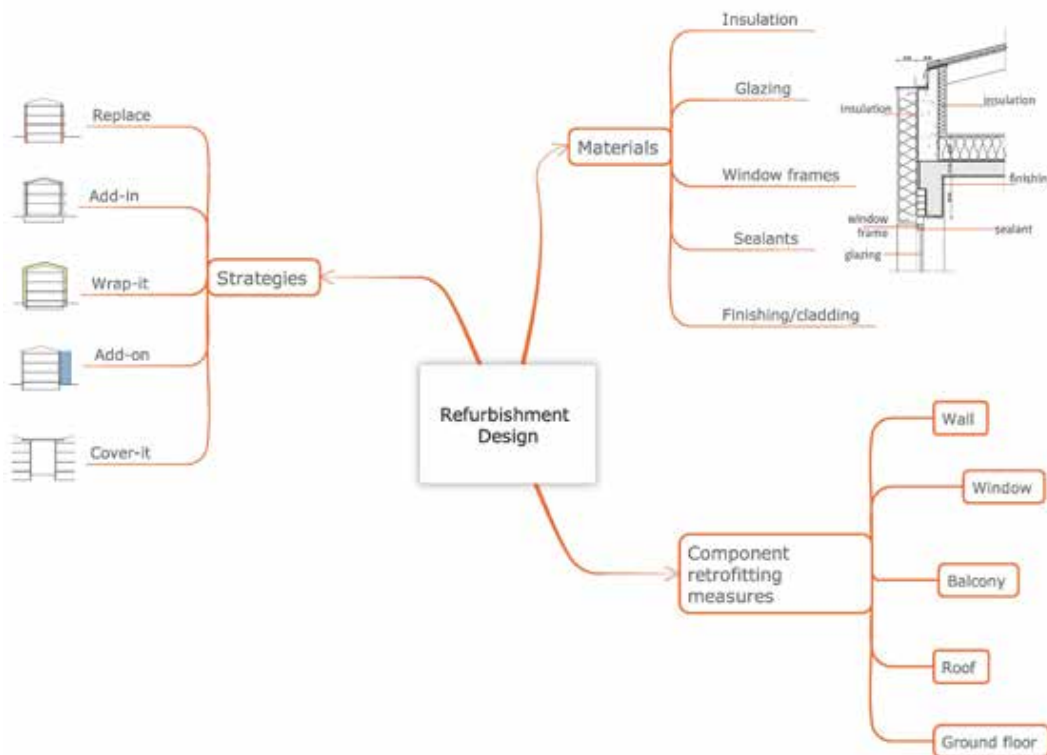 Replace
Add-in
Wrap-it
Add-on
Cover-it
Strategies
Refurbishment
Design
Materials
Insulation
Glazing
Window frames
Sealants
Finishing/cladding
insulation
insulation
finishin
window
frame
sealant
glazing
Component
retrofitting
measures
Wall
Window
Balcony
Roof
Ground floor